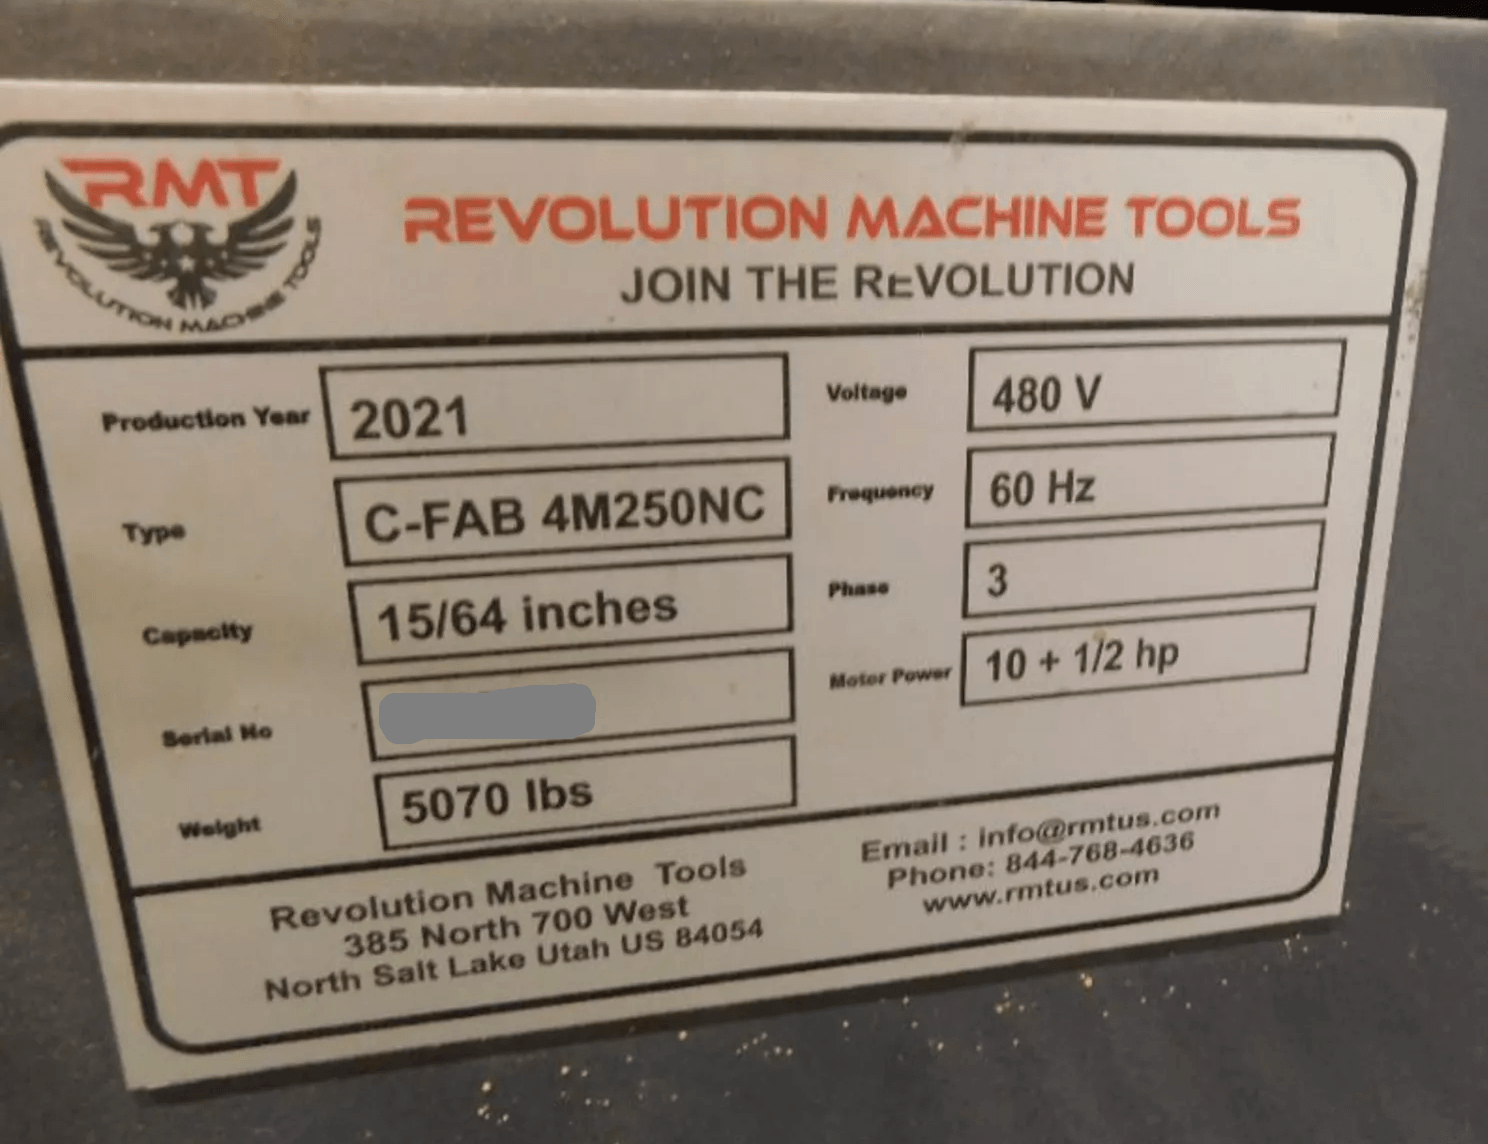 RMT
REVOLUTION MACHINE TOOLS
REVOLUTION MACHINE TOOLS
JOIN THE REVOLUTION
Production Year 2021
Type C-FAB 4M250NC
Capacity 15/64 inches
Serial No
Weight 5070 lbs
Voltage 480 V
Frequency 60 Hz
Phase 3
Motor Power 10 + 1/2 hp
Revolution Machine Tools
385 North 700 West
North Salt Lake Utah US 84054
Email : info@rmtus.com
Phone: 844-768-4636
www.rmtus.com